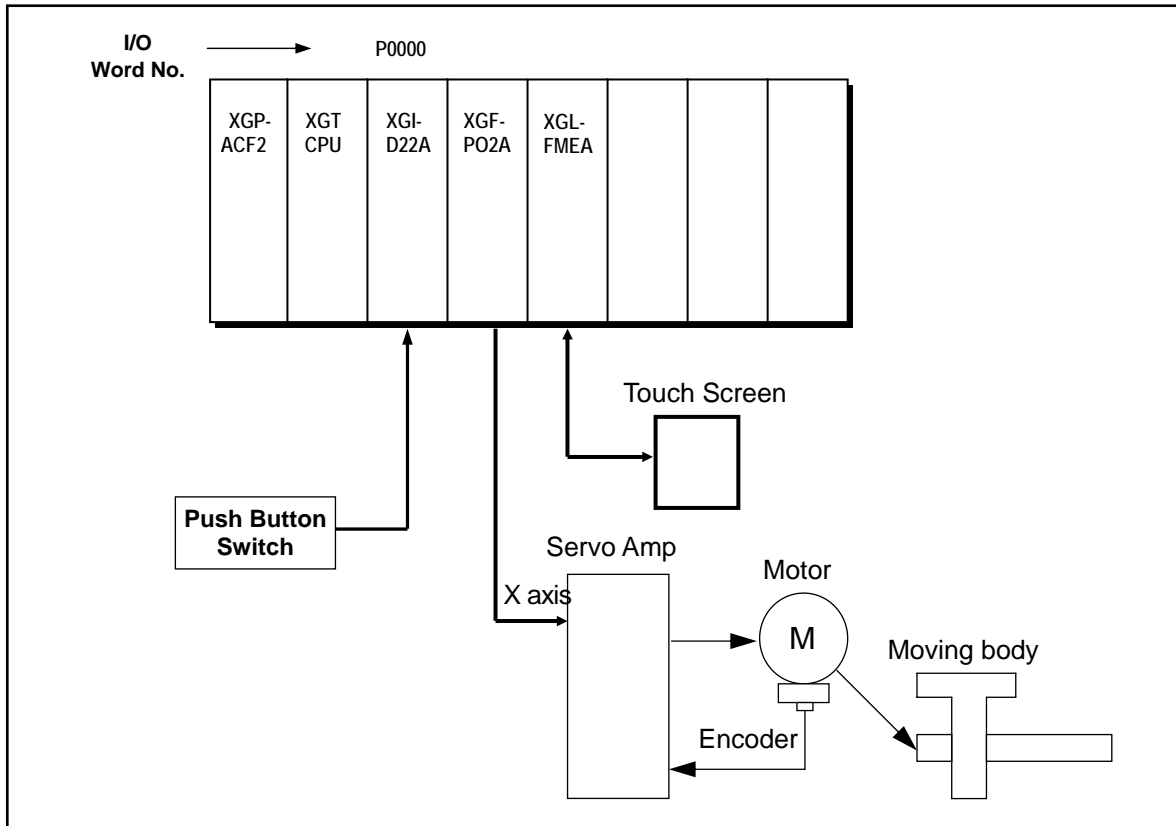 I/O
Word No.
P0000
XGP-
ACF2
XGT
CPU
XGI-
D22A
XGF-
PO2A
XGL-
FMEA
Touch Screen
Push Button
Switch
Servo Amp
X axis
Motor
M
Moving body
Encoder